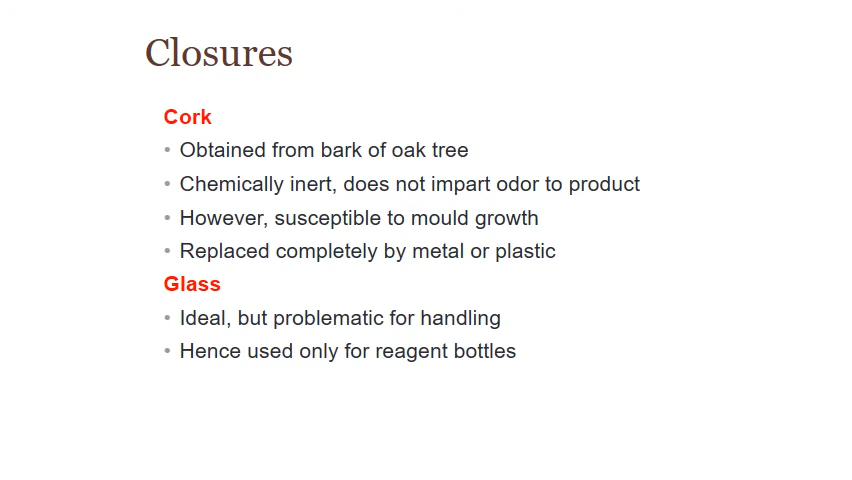 Closures
Cork
• Obtained from bark of oak tree
• Chemically inert, does not impart odor to product
• However, susceptible to mould growth
• Replaced completely by metal or plastic
Glass
• Ideal, but problematic for handling
• Hence used only for reagent bottles